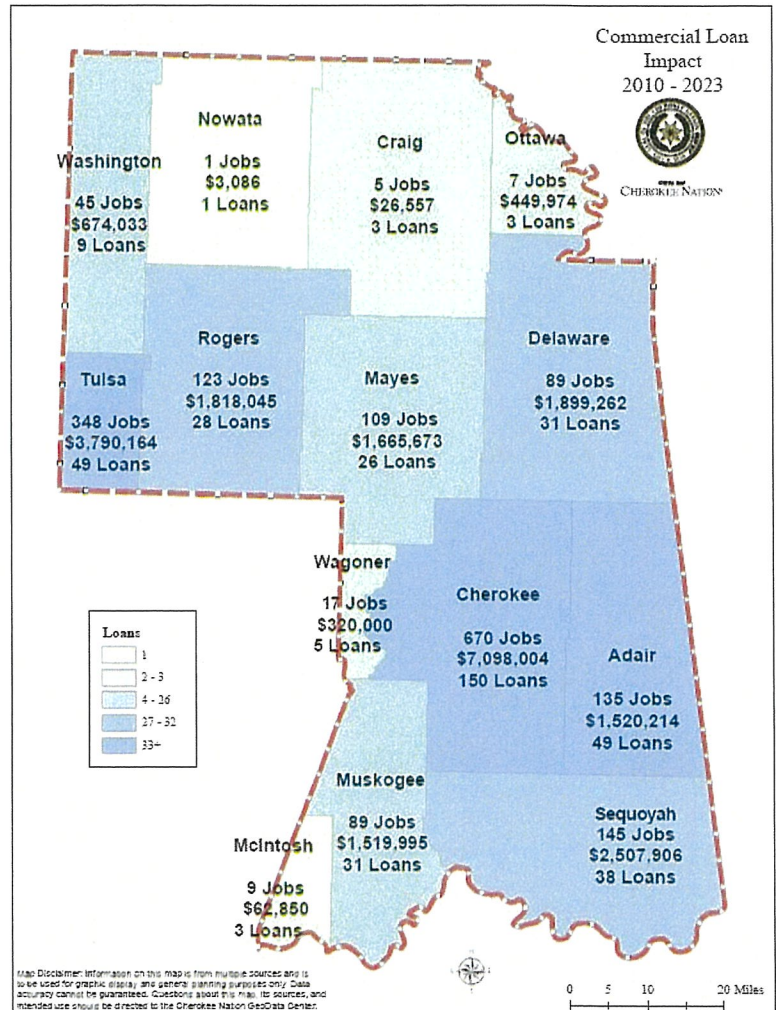 Commercial Loan
Impact
2010 - 2023
CHEROKEE NATION
Nowata
1 Jobs
$3,086
1 Loans
Craig
5 Jobs
$26,557
3 Loans
Ottawa
7 Jobs
$449,974
3 Loans
Washington
45 Jobs
$674,033
9 Loans
Rogers
123 Jobs
$1,818,045
28 Loans
Delaware
89 Jobs
$1,899,262
31 Loans
Tulsa
348 Jobs
$3,790,164
49 Loans
Mayes
109 Jobs
$1,665,673
26 Loans
Wagoner
17 Jobs
$320,000
5 Loans
Cherokee
670 Jobs
$7,098,004
150 Loans
Adair
135 Jobs
$1,520,214
49 Loans
Loans
1
2 - 3
4 - 26
27 - 32
33+
Muskogee
89 Jobs
$1,519,995
31 Loans
Sequoyah
145 Jobs
$2,507,906
38 Loans
McIntosh
9 Jobs
$62,850
3 Loans
Map Disclaimer: Information on this map is from multiple sources and is
to be used for graphic display and general planning purposes only. Data
accuracy cannot be guaranteed. Questions about this map, its sources, and
intended use should be directed to the Cherokee Nation GeoData Center.
0 5 10 20 Miles